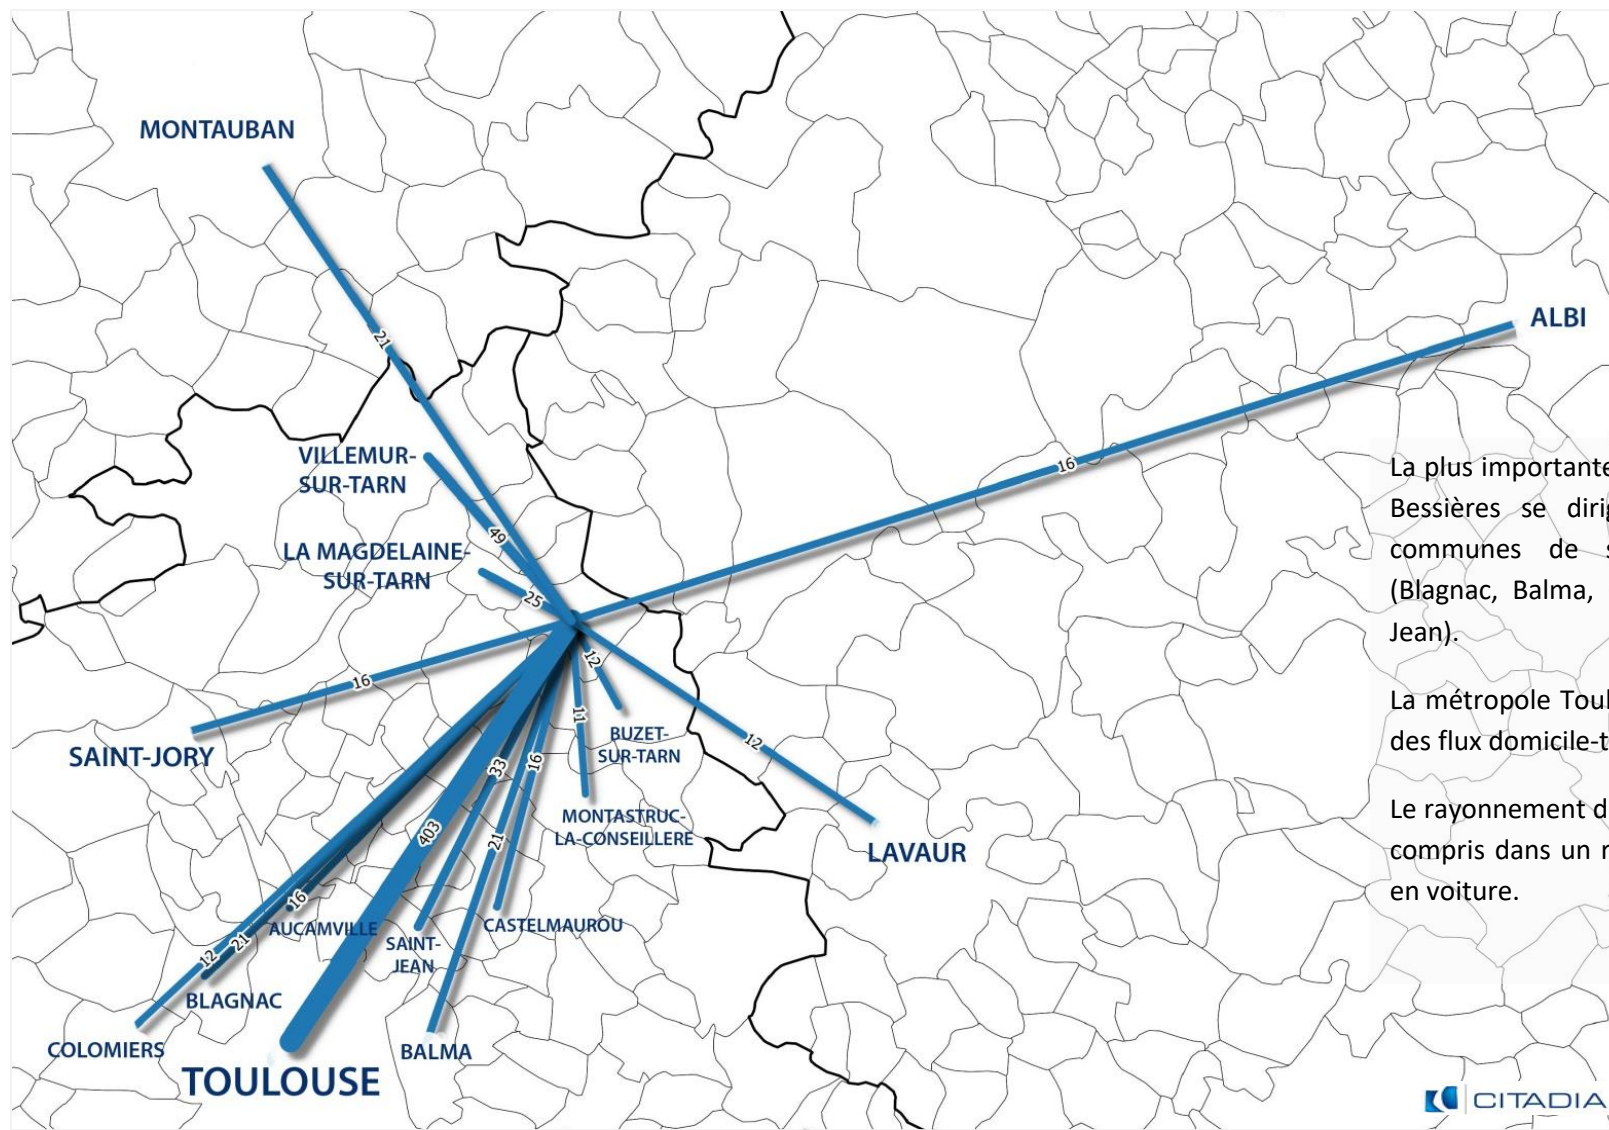 MONTAUBAN
21
ALBI
16
VILLEMUR-
SUR-TARN
49
LA MAGDELAINE-
SUR-TARN
25
16
SAINT-JORY
12
BUZET-
SUR-TARN
11
MONTASTRUC-
LA-CONSEILLERE
12
LAVAUR
33
16
21
403
16
AUCAMVILLE
SAINT-
JEAN
CASTELMAUROU
21
12
BLAGNAC
COLOMIERS
TOULOUSE
BALMA
La plus importante
Bessières se dirig
communes de s
(Blagnac, Balma,
Jean).
La métropole Toul
des flux domicile-t
Le rayonnement d
compris dans un r
en voiture.
CITADIA